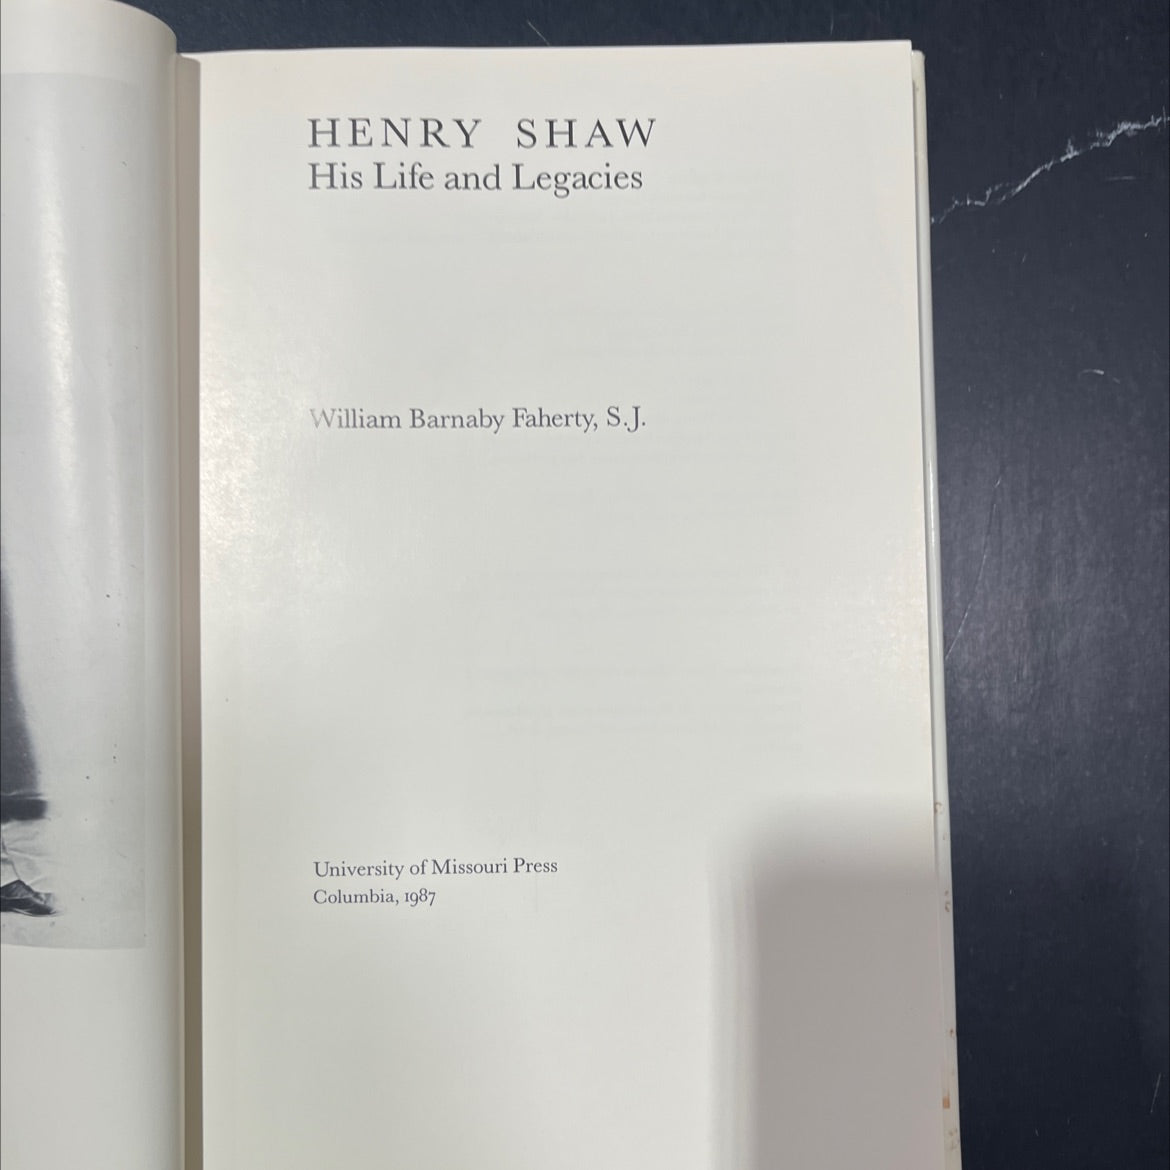 HENRY SHAW
His Life and Legacies
William Barnaby Faherty, S.J.
University of Missouri Press
Columbia, 1987